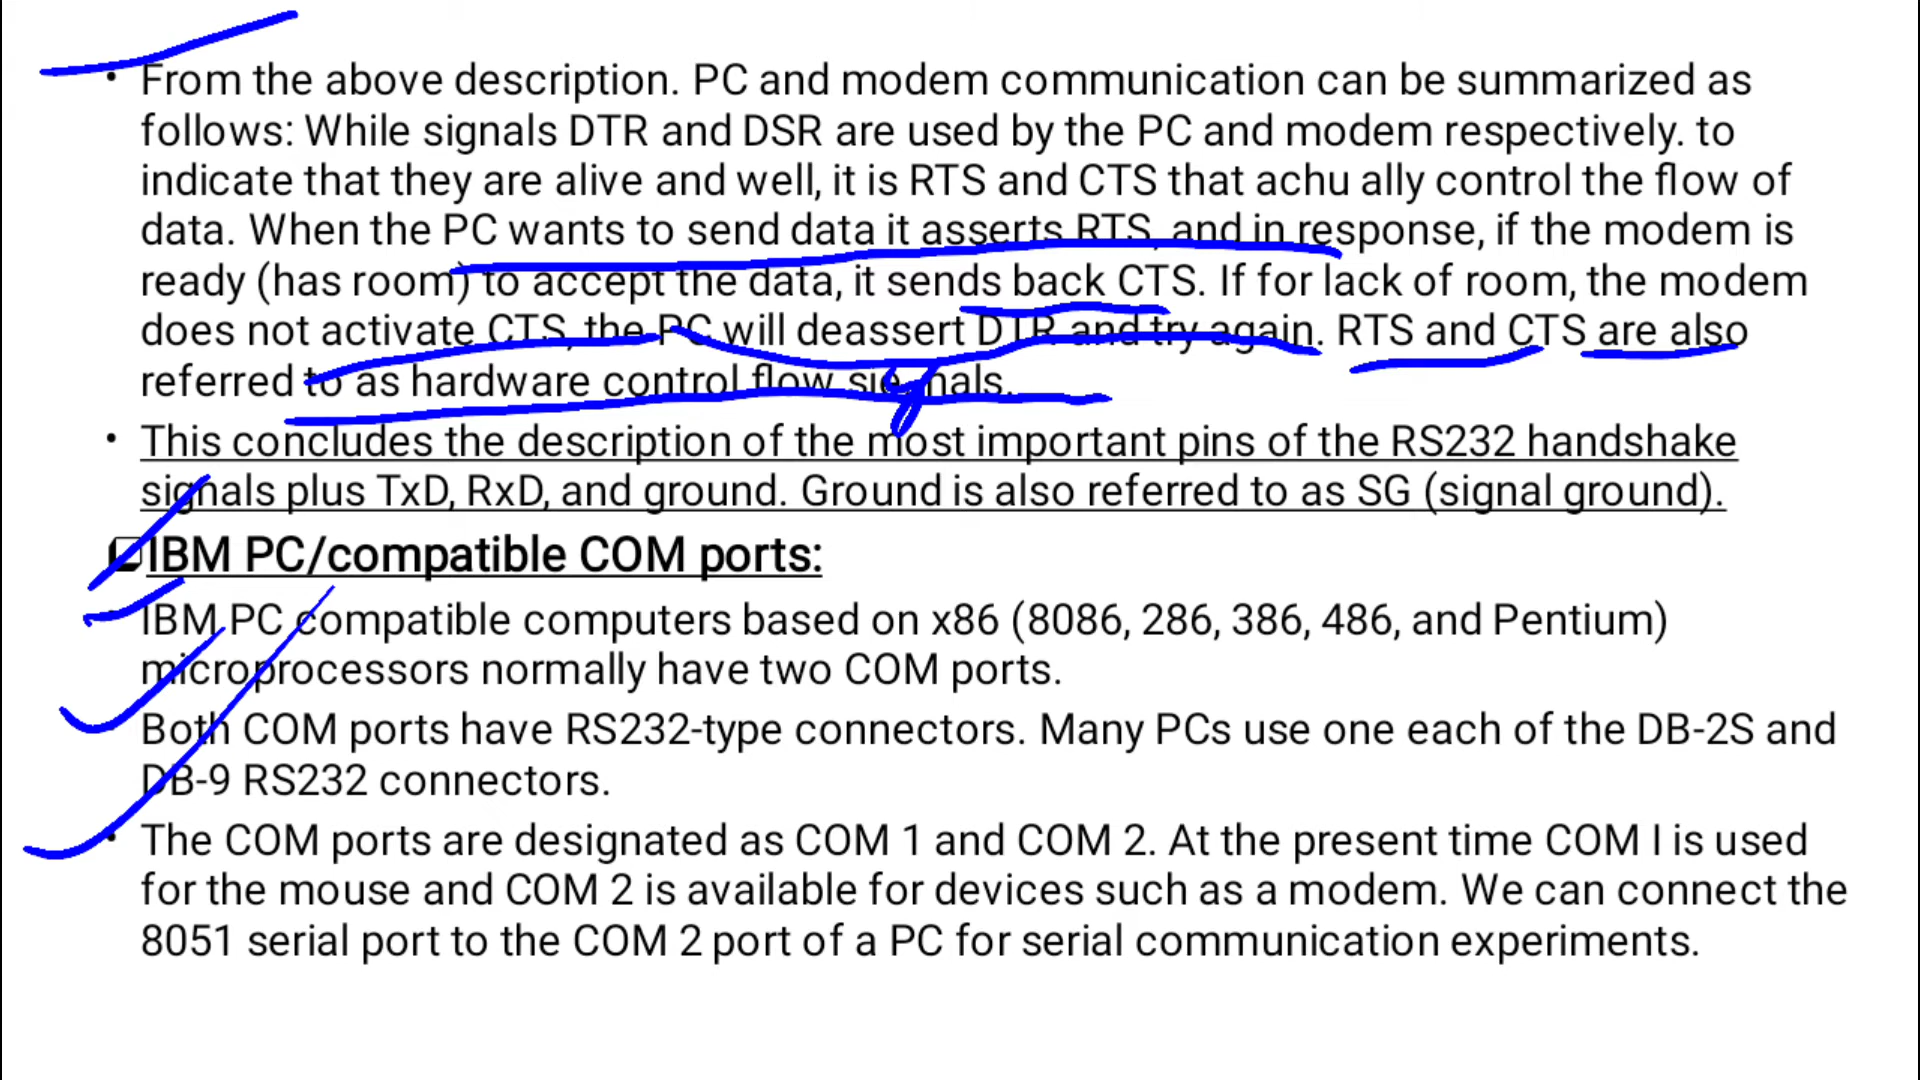 • From the above description. PC and modem communication can be summarized as
follows: While signals DTR and DSR are used by the PC and modem respectively. to
indicate that they are alive and well, it is RTS and CTS that achu ally control the flow of
data. When the PC wants to send data it asserts RTS, and in response, if the modem is
ready (has room) to accept the data, it sends back CTS. If for lack of room, the modem
does not activate CTS, the PC will deassert DTR and try again. RTS and CTS are also
referred to as hardware control flow signals.
• This concludes the description of the most important pins of the RS232 handshake
signals plus TxD, RxD, and ground. Ground is also referred to as SG (signal ground).
❑IBM PC/compatible COM ports:
IBM PC compatible computers based on x86 (8086, 286, 386, 486, and Pentium)
microprocessors normally have two COM ports.
Both COM ports have RS232-type connectors. Many PCs use one each of the DB-2S and
DB-9 RS232 connectors.
• The COM ports are designated as COM 1 and COM 2. At the present time COM I is used
for the mouse and COM 2 is available for devices such as a modem. We can connect the
8051 serial port to the COM 2 port of a PC for serial communication experiments.